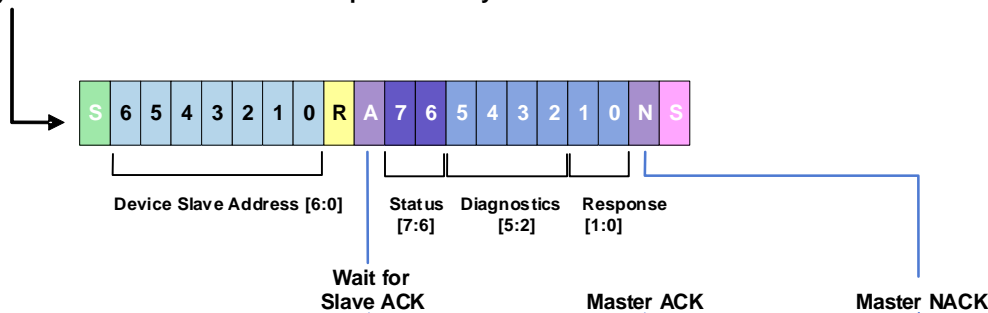 S 6 5 4 3 2 1 0 R A 7 6 5 4 3 2 1 0 N S
Device Slave Address [6:0]
Status
[7:6]
Diagnostics
[5:2]
Response
[1:0]
Wait for
Slave ACK
Master ACK
Master NACK